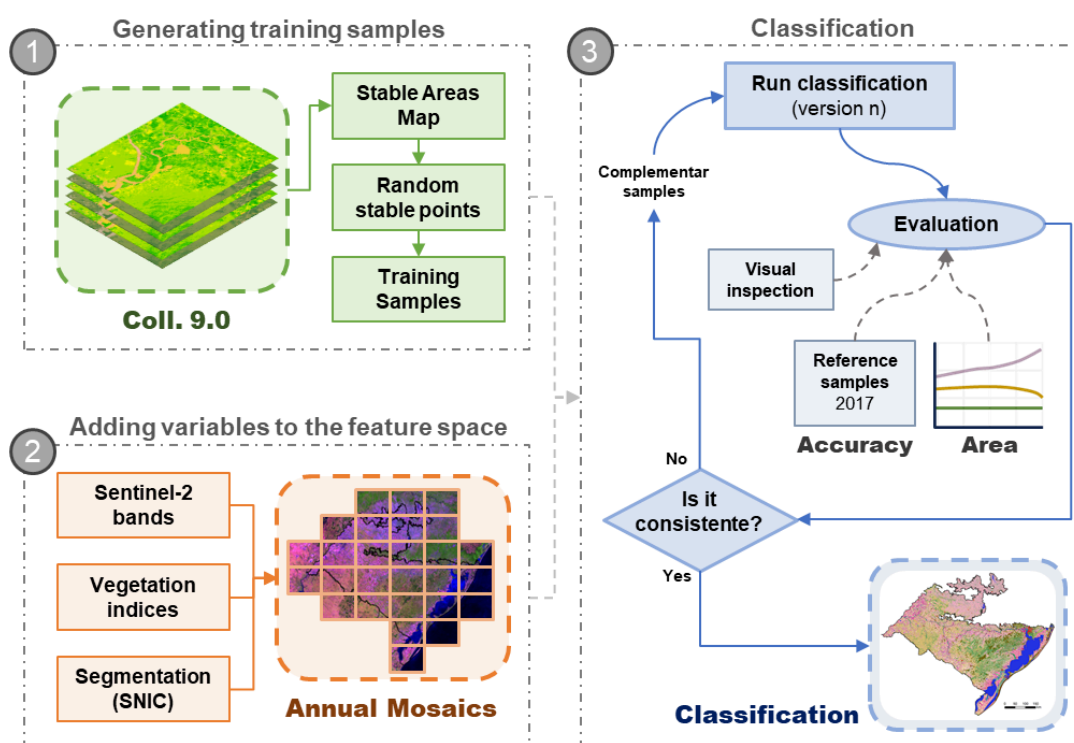 Generating training samples
1
Stable Areas
Map
Random
stable points
Training
Samples
Coll. 9.0
Adding variables to the feature space
2
Sentinel-2
bands
Vegetation
indices
Segmentation
(SNIC)
Annual Mosaics
Classification
3
Run classification
(version n)
Complementar
samples
Evaluation
Visual
inspection
Reference
samples
2017
Accuracy
Area
No
Is it
consistente?
Yes
Classification